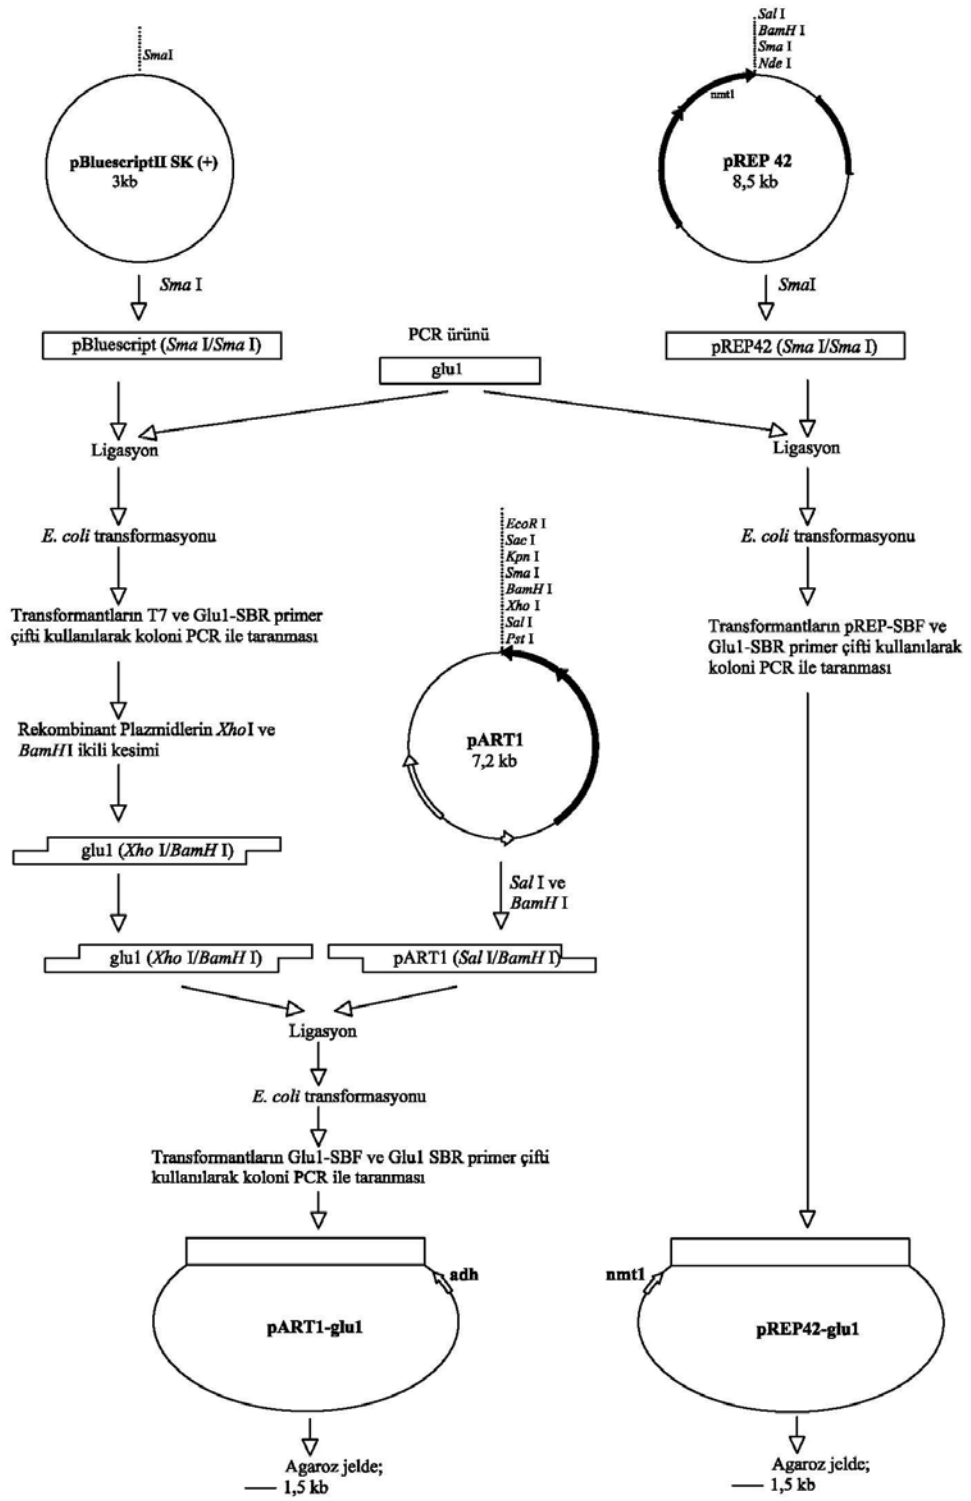 SmaI
pBluescriptII SK (+)
3kb
Sma I
pBluescript (Sma I/Sma I)
Sal I
BamH I
Sma I
Nde I
nmt1
pREP 42
8,5 kb
SmaI
pREP42 (Sma I/Sma I)
PCR ürünü
glu1
Ligasyon
E. coli transformasyonu
Transformantların T7 ve Glu1-SBR primer
çifti kullanılarak koloni PCR ile taranması
Rekombinant Plazmidlerin XhoI ve
BamHI ikili kesimi
glu1 (Xho I/BamH I)
glu1 (Xho I/BamH I)
EcoR I
Sac I
Kpn I
Sma I
BamH I
Xho I
Sal I
Pst I
pART1
7,2 kb
Sal I ve
BamH I
pART1 (Sal I/BamH I)
Ligasyon
E. coli transformasyonu
Transformantların pREP-SBF ve
Glu1-SBR primer çifti kullanılarak
koloni PCR ile taranması
Ligasyon
E. coli transformasyonu
Transformantların Glu1-SBF ve Glu1 SBR primer çifti
kullanılarak koloni PCR ile taranması
adh
pART1-glu1
Agaroz jelde;
1,5 kb
nmt1
pREP42-glu1
Agaroz jelde;
1,5 kb